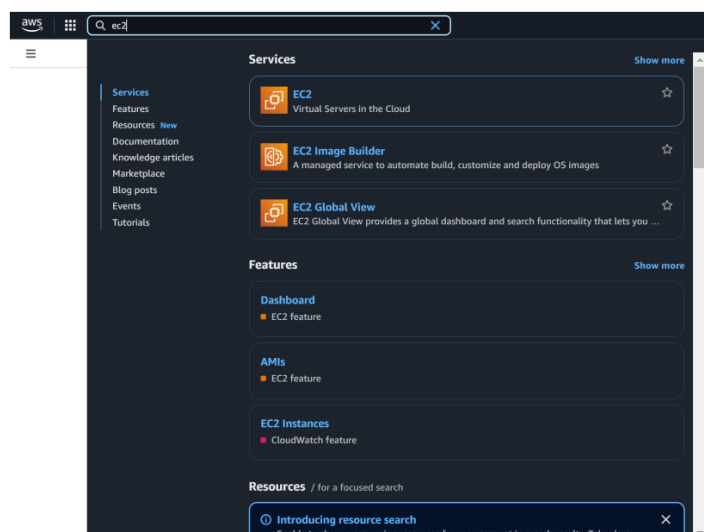 aws
ec2
Services
Features
Resources New
Documentation
Knowledge articles
Marketplace
Blog posts
Events
Tutorials
Services
Show more
EC2
Virtual Servers in the Cloud
EC2 Image Builder
A managed service to automate build, customize and deploy OS images
EC2 Global View
EC2 Global View provides a global dashboard and search functionality that lets you ...
Features
Show more
Dashboard
EC2 feature
AMIs
EC2 feature
EC2 Instances
CloudWatch feature
Resources / for a focused search
Introducing resource search